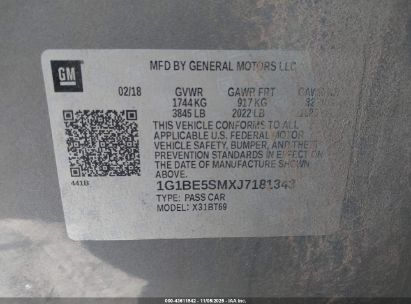 GM
MFD BY GENERAL MOTORS LLC
02/18 GVWR GAWR FRT
1744 KG 917 KG
3845 LB 2022 LB
THIS VEHICLE CONFORMS TO ALL
APPLICABLE U.S. FEDERAL MOTOR
VEHICLE SAFETY, BUMPER, AND THEFT
PREVENTION STANDARDS IN EFFECT
ON THE DATE OF MANUFACTURE SHOWN
ABOVE.
441B
1G1BE5SMXJ7181343
TYPE: PASS CAR
MODEL: X31BT69